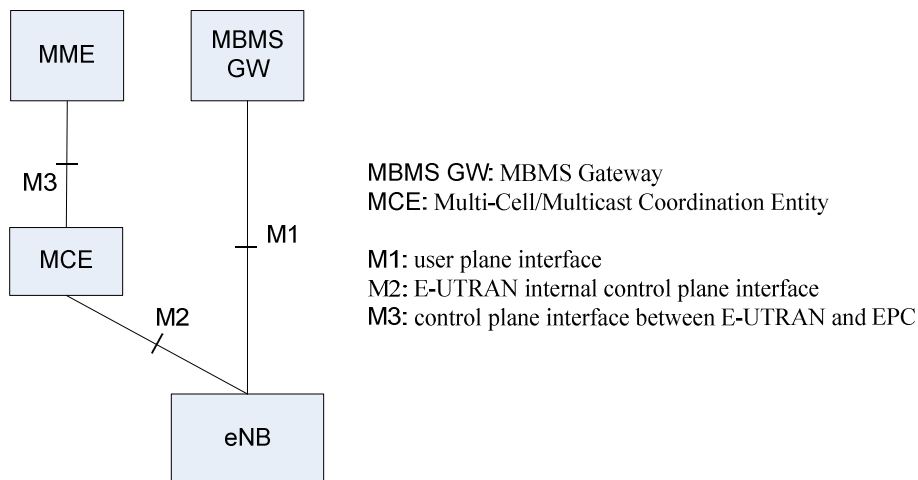 MME
MBMS
GW
M3
M1
MCE
M2
eNB
MBMS GW: MBMS Gateway
MCE: Multi-Cell/Multicast Coordination Entity
M1: user plane interface
M2: E-UTRAN internal control plane interface
M3: control plane interface between E-UTRAN and EPC